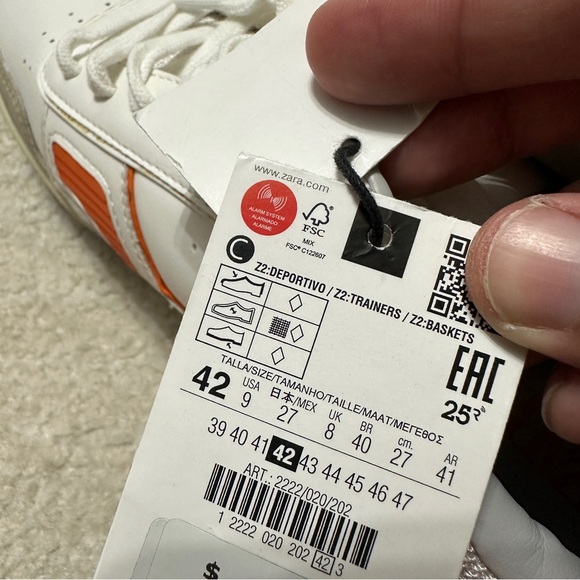 www.zara.com
ALARM SYSTEM
ALARMADO
ALARME
FSC
MIX
FSC® C122607
C
Z2:DEPORTIVO / Z2:TRAINERS / Z2:BASKETS
EAC
TALLA/SIZE/TAMANHO/TAILLE/MAAT/ΜΕΓΕΘΟΣ
USA 日本/MEX UK BR cm. AR
42 9 27 8 40 27 41
39 40 41 42 43 44 45 46 47
ART.: 2222/020/202
1 2222 020 202 42 3
$